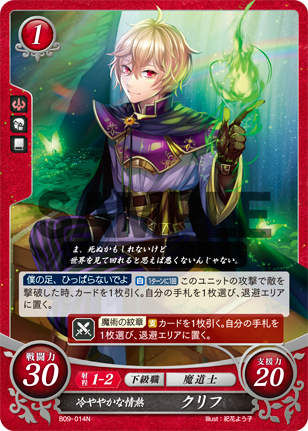 1
SAMPLE
ま、死ぬかもしれないけど
世界を見て回れると思えば悪くないんじゃない。
僕の足、ひっぱらないでよ 自 1ターンに1回 このユニットの攻撃で敵を
撃破した時、カードを1枚引く。自分の手札を1枚選び、退避エリア
に置く。
魔術の紋章 支 カードを1枚引く。自分の手札を
1枚選び、退避エリアに置く。
戦闘力
30
射程 1-2 下級職 魔道士
支援力
20
冷ややかな情熱 クリフ
B09-014N Illust:紀花よう子